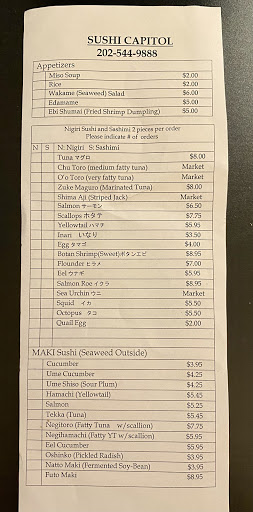 SUSHI CAPITOL
202-544-9888
Appetizers
Miso Soup $2.00
Rice $2.00
Wakame (Seaweed) Salad $6.00
Edamame $5.00
Ebi Shumai (Fried Shrimp Dumpling) $5.00
Nigiri Sushi and Sashimi 2 pieces per order
Please indicate # of orders
N S N: Nigiri S: Sashimi
Tuna マグロ $8.00
Chu Toro (medium fatty tuna) Market
O'o Toro (very fatty tuna) Market
Zuke Maguro (Marinated Tuna) $8.00
Shima Aji (Striped Jack) Market
Salmon サーモン $6.50
Scallops ホタテ $7.75
Yellowtail ハマチ $5.95
Inari いなり $3.50
Egg タマゴ $4.00
Botan Shrimp(Sweet)ボタンエビ $8.95
Flounder ヒラメ $7.00
Eel ウナギ $5.95
Salmon Roe イクラ $8.95
Sea Urchin ウニ Market
Squid イカ $5.50
Octopus タコ $5.50
Quail Egg $2.00
MAKI Sushi (Seaweed Outside)
Cucumber $3.95
Ume Cucumber $4.25
Ume Shiso (Sour Plum) $4.25
Hamachi (Yellowtail) $5.45
Salmon $5.25
Tekka (Tuna) $5.45
Negitoro (Fatty Tuna w/scallion) $7.75
Negihamachi (Fatty YT w/scallion) $5.95
Eel Cucumber $5.95
Oshinko (Pickled Radish) $3.95
Natto Maki (Fermented Soy-Bean) $3.95
Futo Maki $8.95